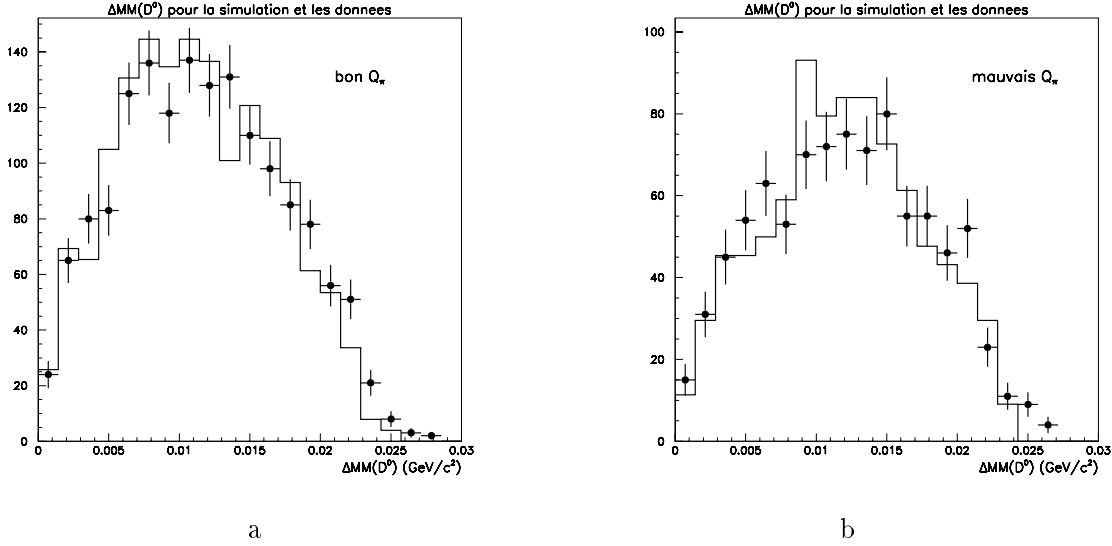 ΔMM(D⁰) pour la simulation et les donnees
bon Qπ
140
120
100
80
60
40
20
0
0 0.005 0.01 0.015 0.02 0.025 0.03
ΔMM(D⁰) (GeV/c²)
a
ΔMM(D⁰) pour la simulation et les donnees
mauvais Qπ
100
80
60
40
20
0
0 0.005 0.01 0.015 0.02 0.025 0.03
ΔMM(D⁰) (GeV/c²)
b